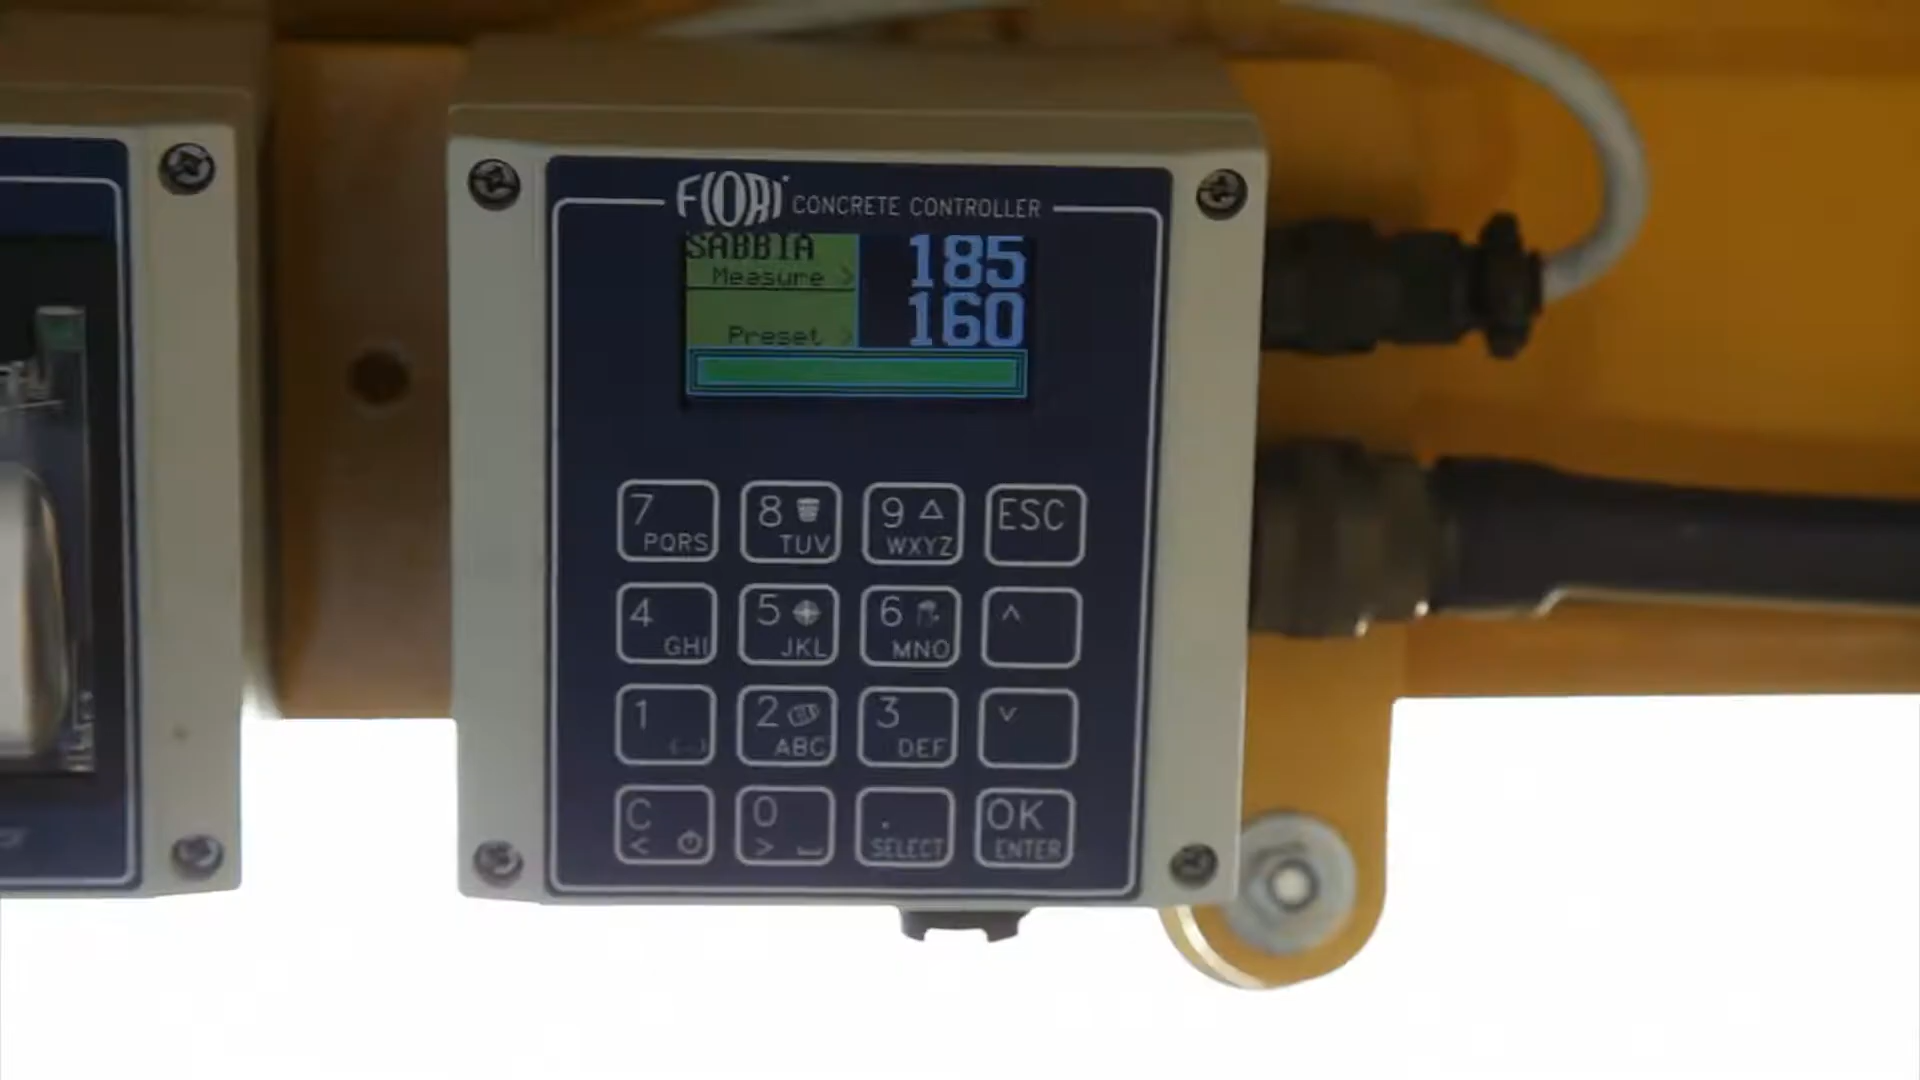 FIORI CONCRETE CONTROLLER
SABBIA 185
Measure >
160
Preset >
7 PQRS
8 TUV
9 WXYZ
ESC
4 GHI
5 JKL
6 MNO
^
1
2 ABC
3 DEF
˅
C <
0 >
. SELECT
OK ENTER